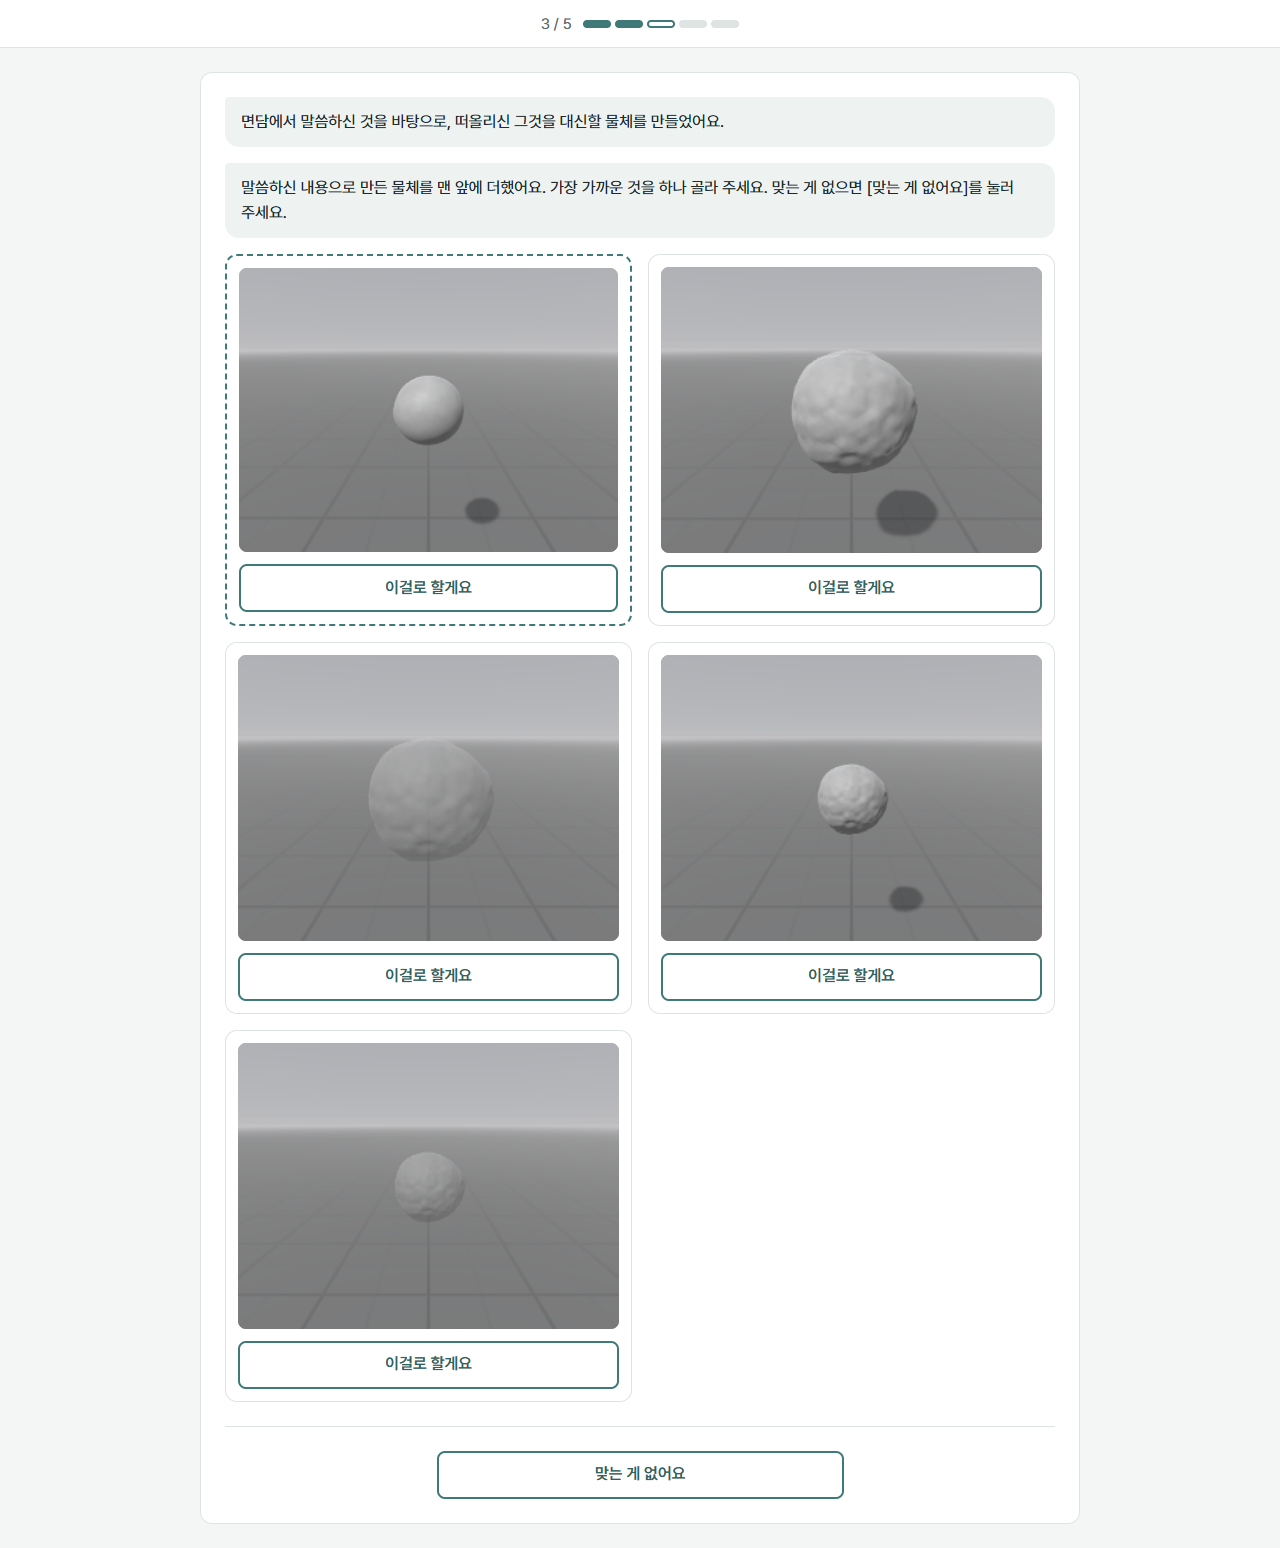 3 / 5
면담에서 말씀하신 것을 바탕으로, 떠올리신 그것을 대신할 물체를 만들었어요.
말씀하신 내용으로 만든 물체를 맨 앞에 더했어요. 가장 가까운 것을 하나 골라 주세요. 맞는 게 없으면 [맞는 게 없어요]를 눌러
주세요.
이걸로 할게요
이걸로 할게요
이걸로 할게요
이걸로 할게요
이걸로 할게요
맞는 게 없어요